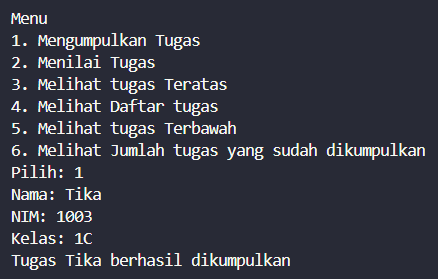 Menu
1. Mengumpulkan Tugas
2. Menilai Tugas
3. Melihat tugas Teratas
4. Melihat Daftar tugas
5. Melihat tugas Terbawah
6. Melihat Jumlah tugas yang sudah dikumpulkan
Pilih: 1
Nama: Tika
NIM: 1003
Kelas: 1C
Tugas Tika berhasil dikumpulkan